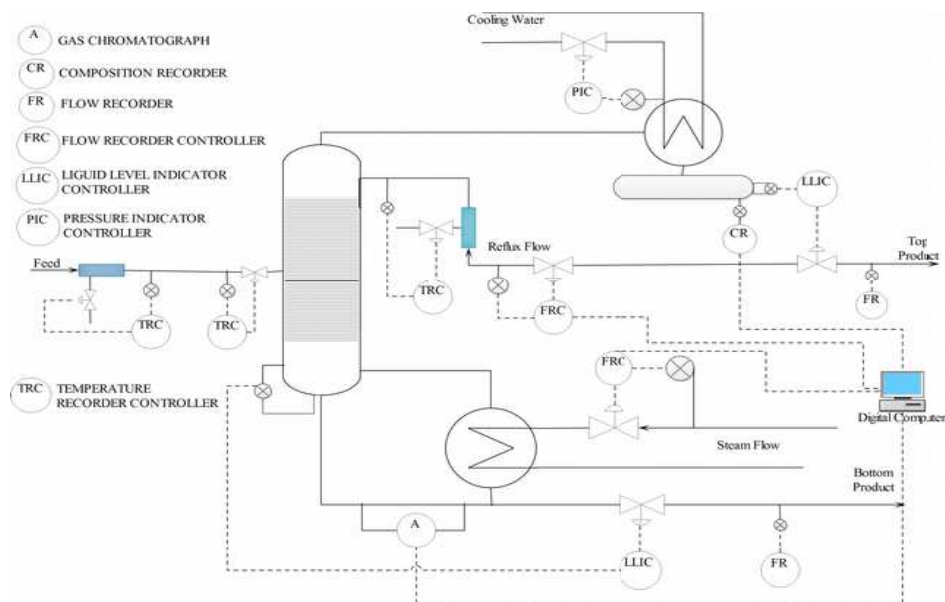 A
GAS CHROMATOGRAPH
CR
COMPOSITION RECORDER
FR
FLOW RECORDER
FRC
FLOW RECORDER CONTROLLER
LLIC
LIGUID LEVEL INDICATOR
CONTROLLER
PIC
PRESSURE INDICATOR
CONTROLLER
Cooling Water
PIC
LLIC
CR
Top
Product
Reflux Flow
Feed
TRC
TRC
TRC
FRC
FR
TRC
TEMPERATURE
RECORDER CONTROLLER
FRC
Digital Computer
Steam Flow
Bottom
Product
A
LLIC
FR